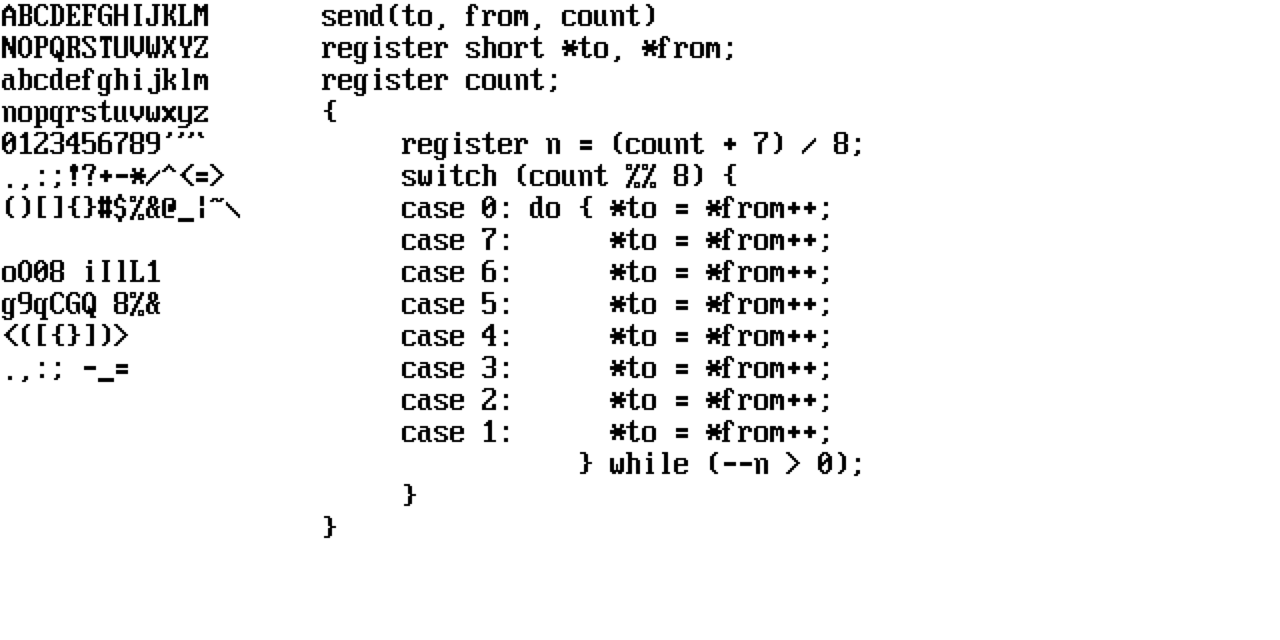 ABCDEFGHIJKLM
NOPQRSTUVWXYZ
abcdefghijklm
nopqrstuvwxyz
0123456789'"`
.,:;!?+-*/^<=>
()[]{}#$%&@_|~\
oO08 iIlL1
g9qCGQ 8%&
<([{}])>
.,:; -_=
send(to, from, count)
register short *to, *from;
register count;
{
     register n = (count + 7) / 8;
     switch (count %% 8) {
     case 0: do { *to = *from++;
     case 7:      *to = *from++;
     case 6:      *to = *from++;
     case 5:      *to = *from++;
     case 4:      *to = *from++;
     case 3:      *to = *from++;
     case 2:      *to = *from++;
     case 1:      *to = *from++;
                } while (--n > 0);
     }
}